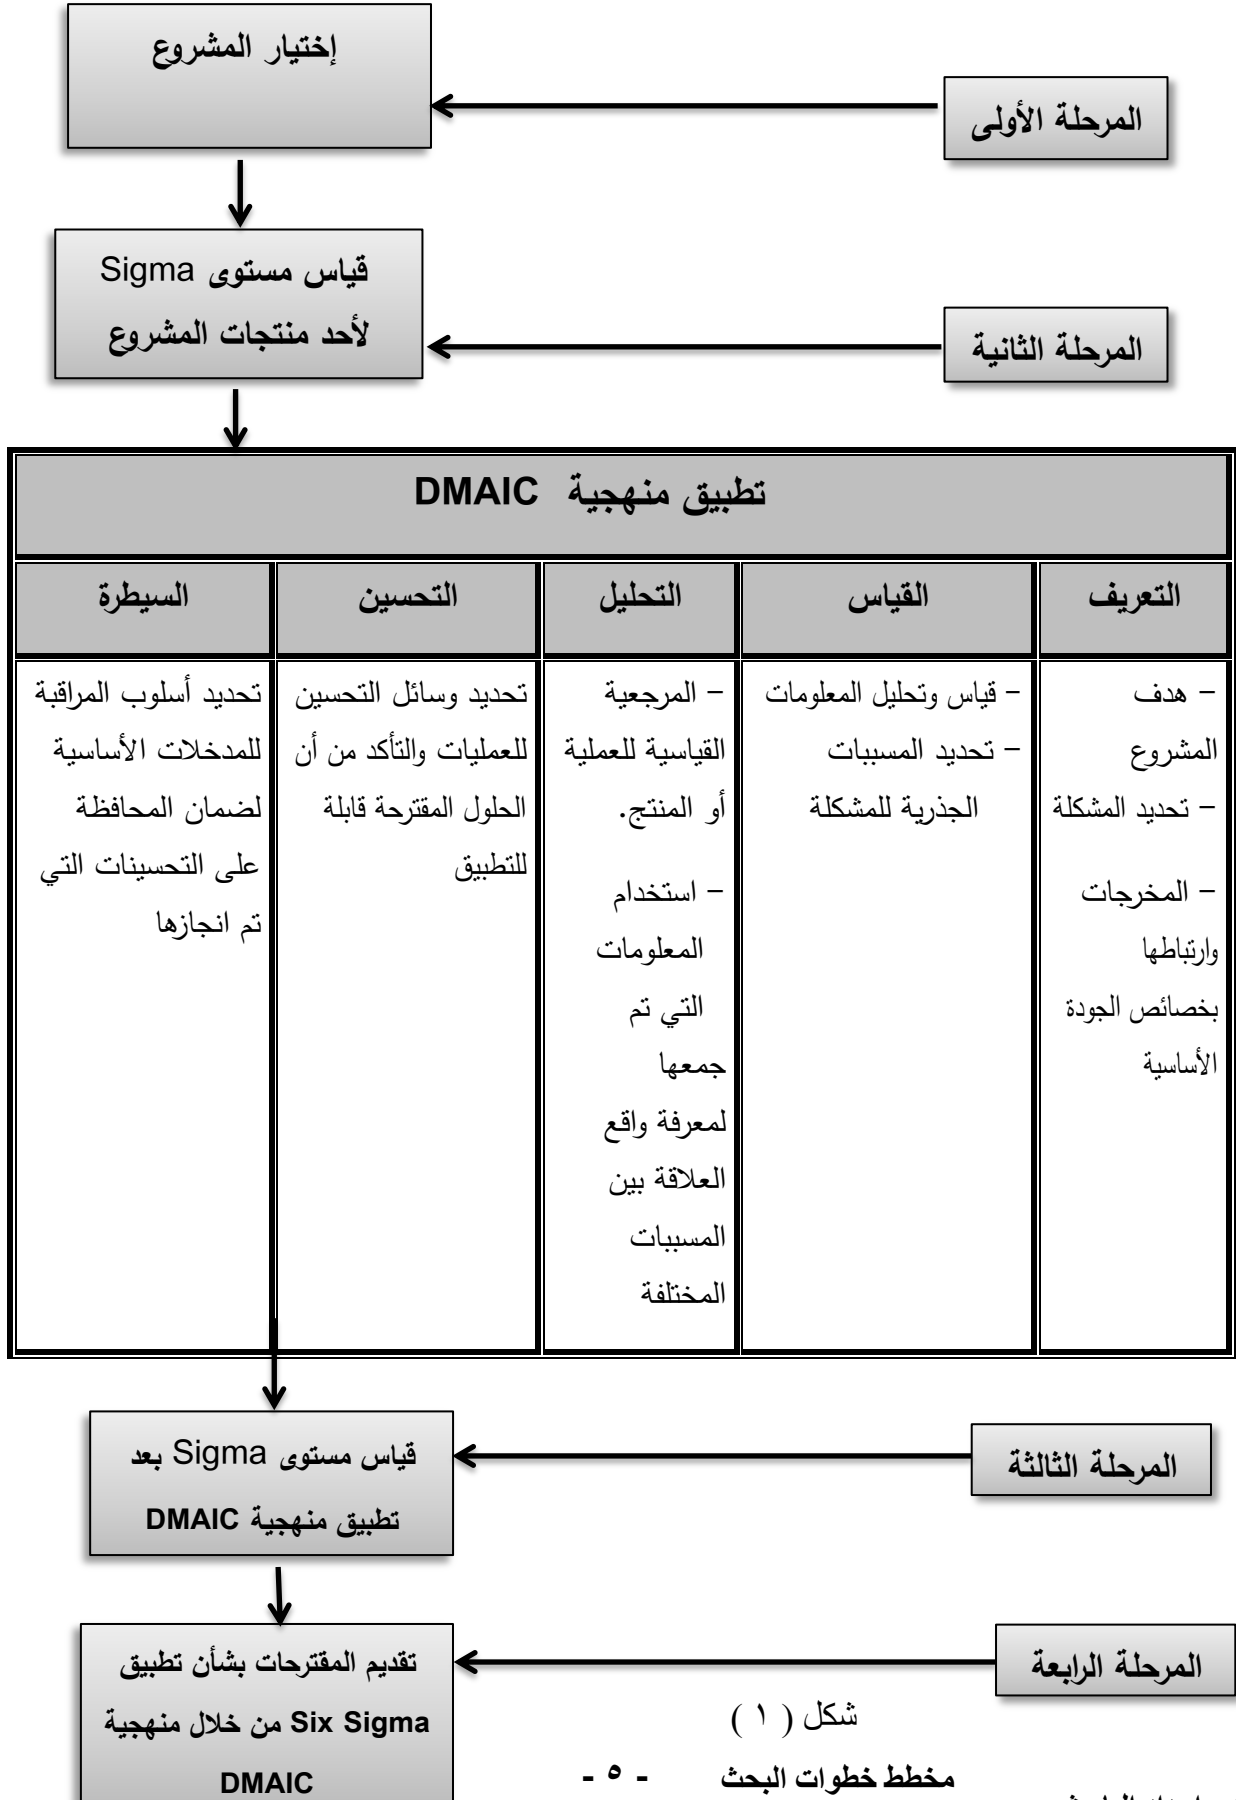 إختيار المشروع
المرحلة الأولى
قياس مستوى Sigma
لأحد منتجات المشروع
المرحلة الثانية
تطبيق منهجية DMAIC
التعريف
القياس
التحليل
التحسين
السيطرة
- هدف
المشروع
- تحديد المشكلة
- المخرجات
وارتباطها
بخصائص الجودة
الأساسية
- قياس وتحليل المعلومات
- تحديد المسببات
الجذرية للمشكلة
- المرجعية
القياسية للعملية
أو المنتج.
- استخدام
المعلومات
التي تم
جمعها
لمعرفة واقع
العلاقة بين
المسببات
المختلفة
تحديد وسائل التحسين
للعمليات والتأكد من أن
الحلول المقترحة قابلة
للتطبيق
تحديد أسلوب المراقبة
للمدخلات الأساسية
لضمان المحافظة
على التحسينات التي
تم انجازها
قياس مستوى Sigma بعد
تطبيق منهجية DMAIC
المرحلة الثالثة
تقديم المقترحات بشأن تطبيق
Six Sigma من خلال منهجية
DMAIC
المرحلة الرابعة
شكل ( ١ )
مخطط خطوات البحث
- ٥ -